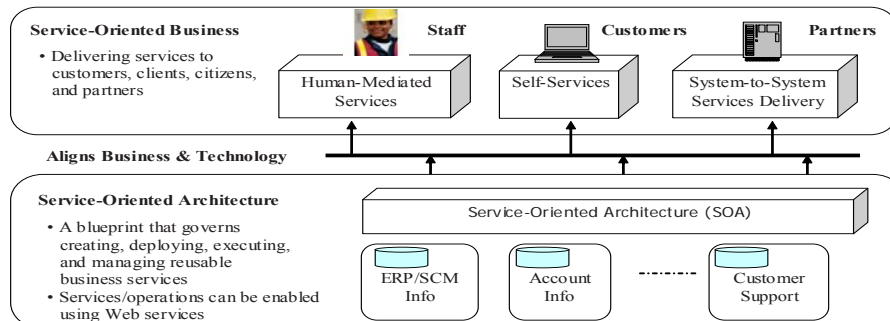 Service-Oriented Business
• Delivering services to
customers, clients, citizens,
and partners
Staff
Customers
Partners
Human-Mediated
Services
Self-Services
System-to-System
Services Delivery
Aligns Business & Technology
Service-Oriented Architecture
• A blueprint that governs
creating, deploying, executing,
and managing reusable
business services
• Services/operations can be enabled
using Web services
Service-Oriented Architecture (SOA)
ERP/SCM
Info
Account
Info
Customer
Support